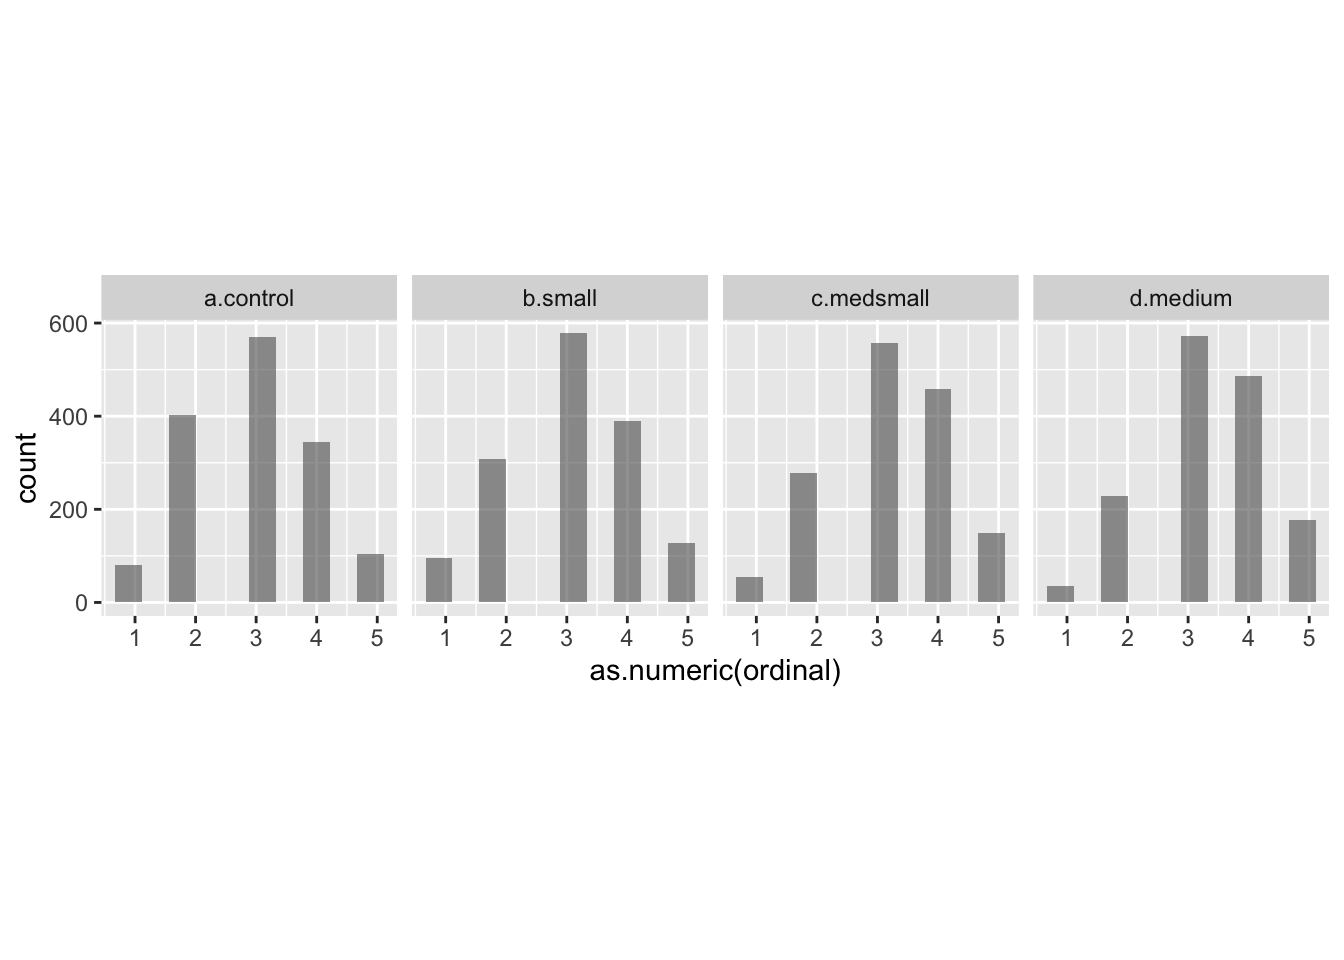 a.control b.small c.medsmall d.medium
600
400
200
0
count
1 2 3 4 5 1 2 3 4 5 1 2 3 4 5 1 2 3 4 5
as.numeric(ordinal)